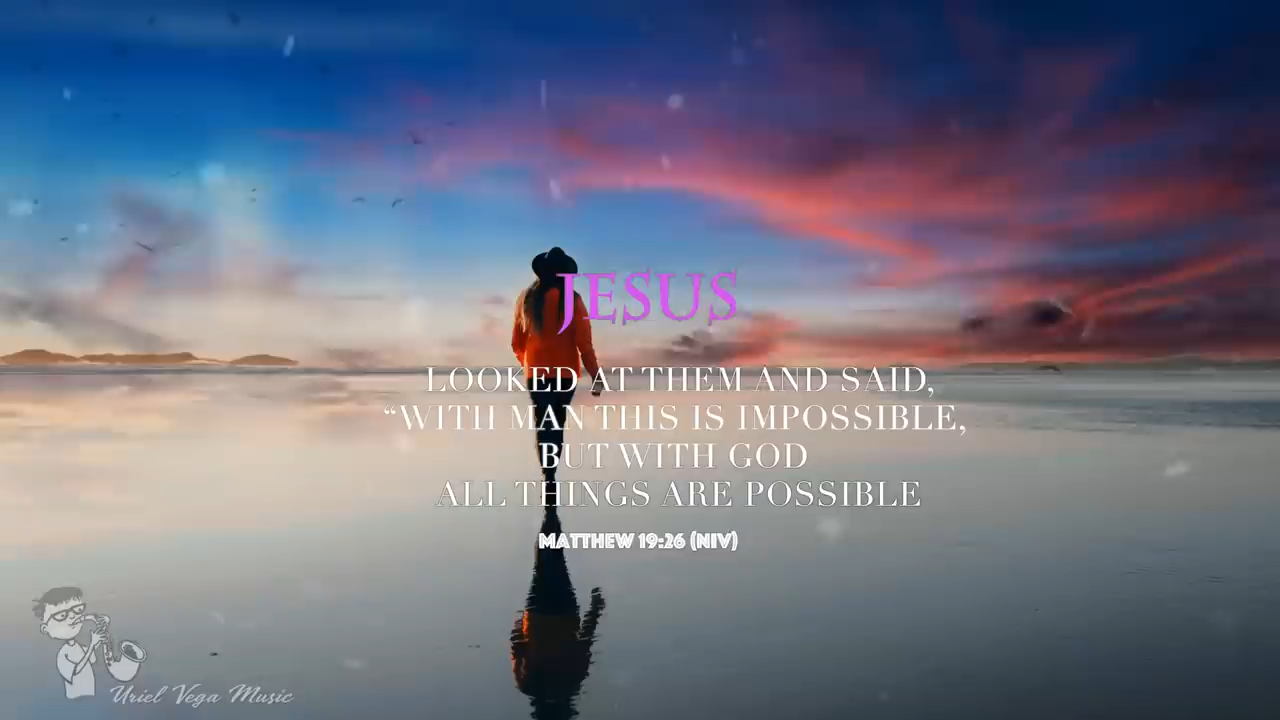 JESUS
LOOKED AT THEM AND SAID,
“WITH MAN THIS IS IMPOSSIBLE,
BUT WITH GOD
ALL THINGS ARE POSSIBLE
MATTHEW 19:26 (NIV)
Uriel Vega Music